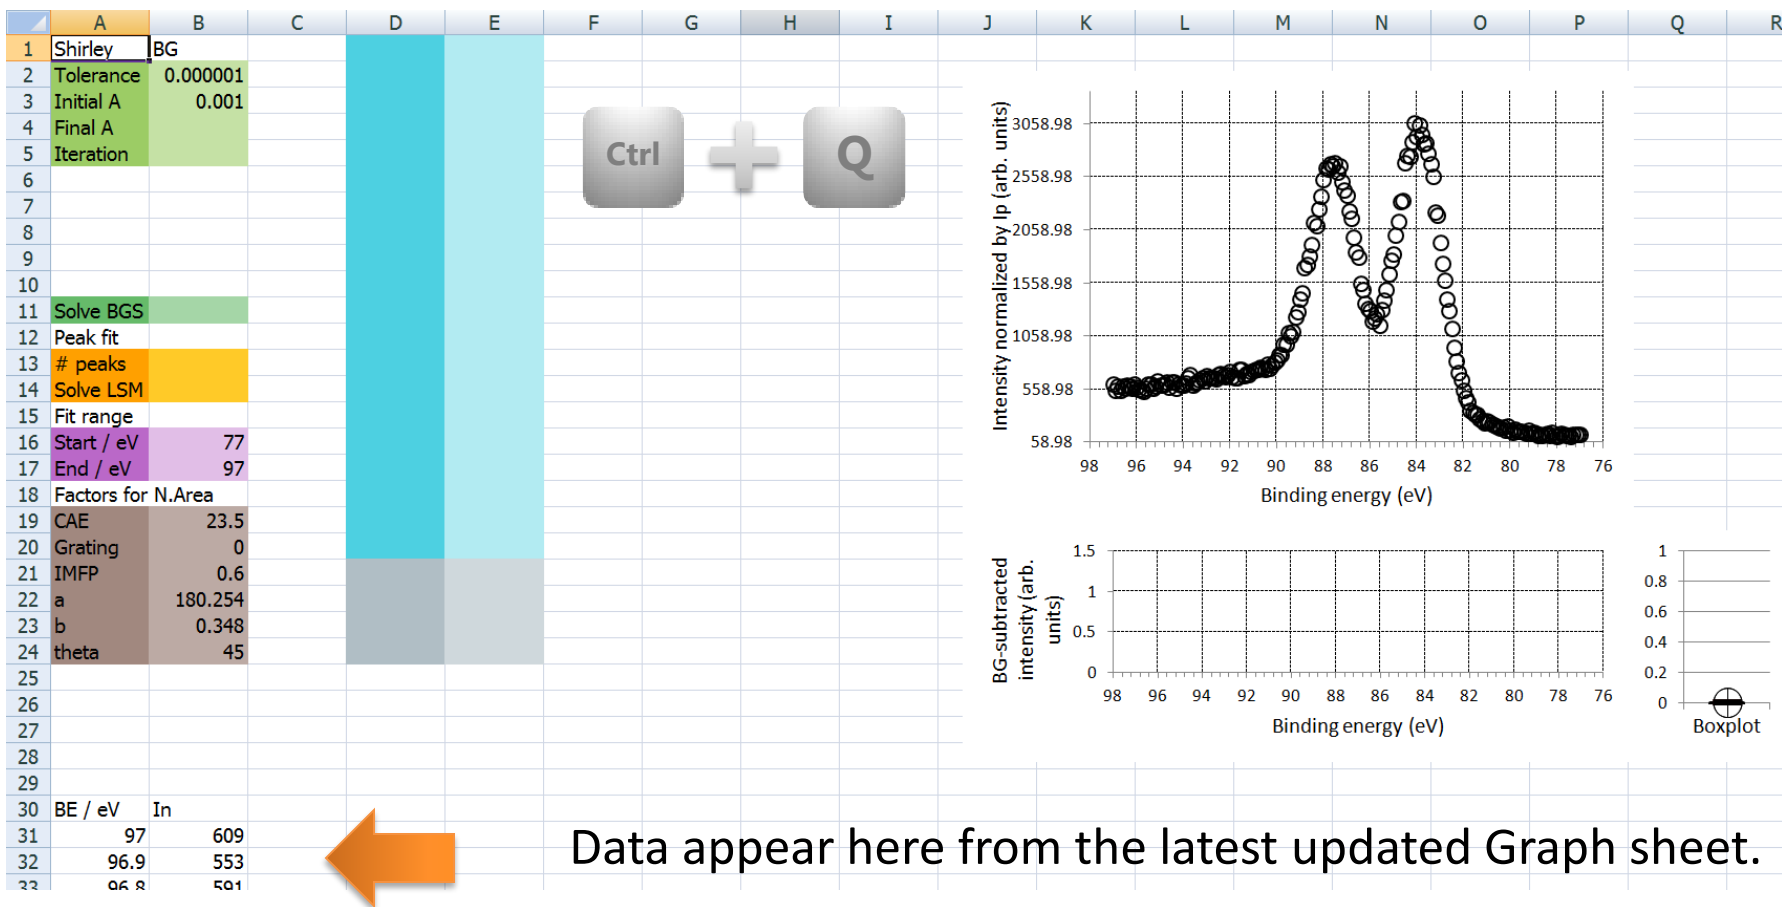 A B C D E F G H I J K L M N O P Q R
1 Shirley BG
2 Tolerance 0.000001
3 Initial A 0.001
4 Final A
5 Iteration
6
7
8
9
10
11 Solve BGS
12 Peak fit
13 # peaks
14 Solve LSM
15 Fit range
16 Start / eV 77
17 End / eV 97
18 Factors for N.Area
19 CAE 23.5
20 Grating 0
21 IMFP 0.6
22 a 180.254
23 b 0.348
24 theta 45
25
26
27
28
29
30 BE / eV In
31 97 609
32 96.9 553
33 96.8 591
Ctrl + Q
Intensity normalized by Ip (arb. units)
3058.98
2558.98
2058.98
1558.98
1058.98
558.98
58.98
98 96 94 92 90 88 86 84 82 80 78 76
Binding energy (eV)
BG-subtracted
intensity (arb.
units)
1.5
1
0.5
0
98 96 94 92 90 88 86 84 82 80 78 76
Binding energy (eV)
1
0.8
0.6
0.4
0.2
0
Boxplot
Data appear here from the latest updated Graph sheet.